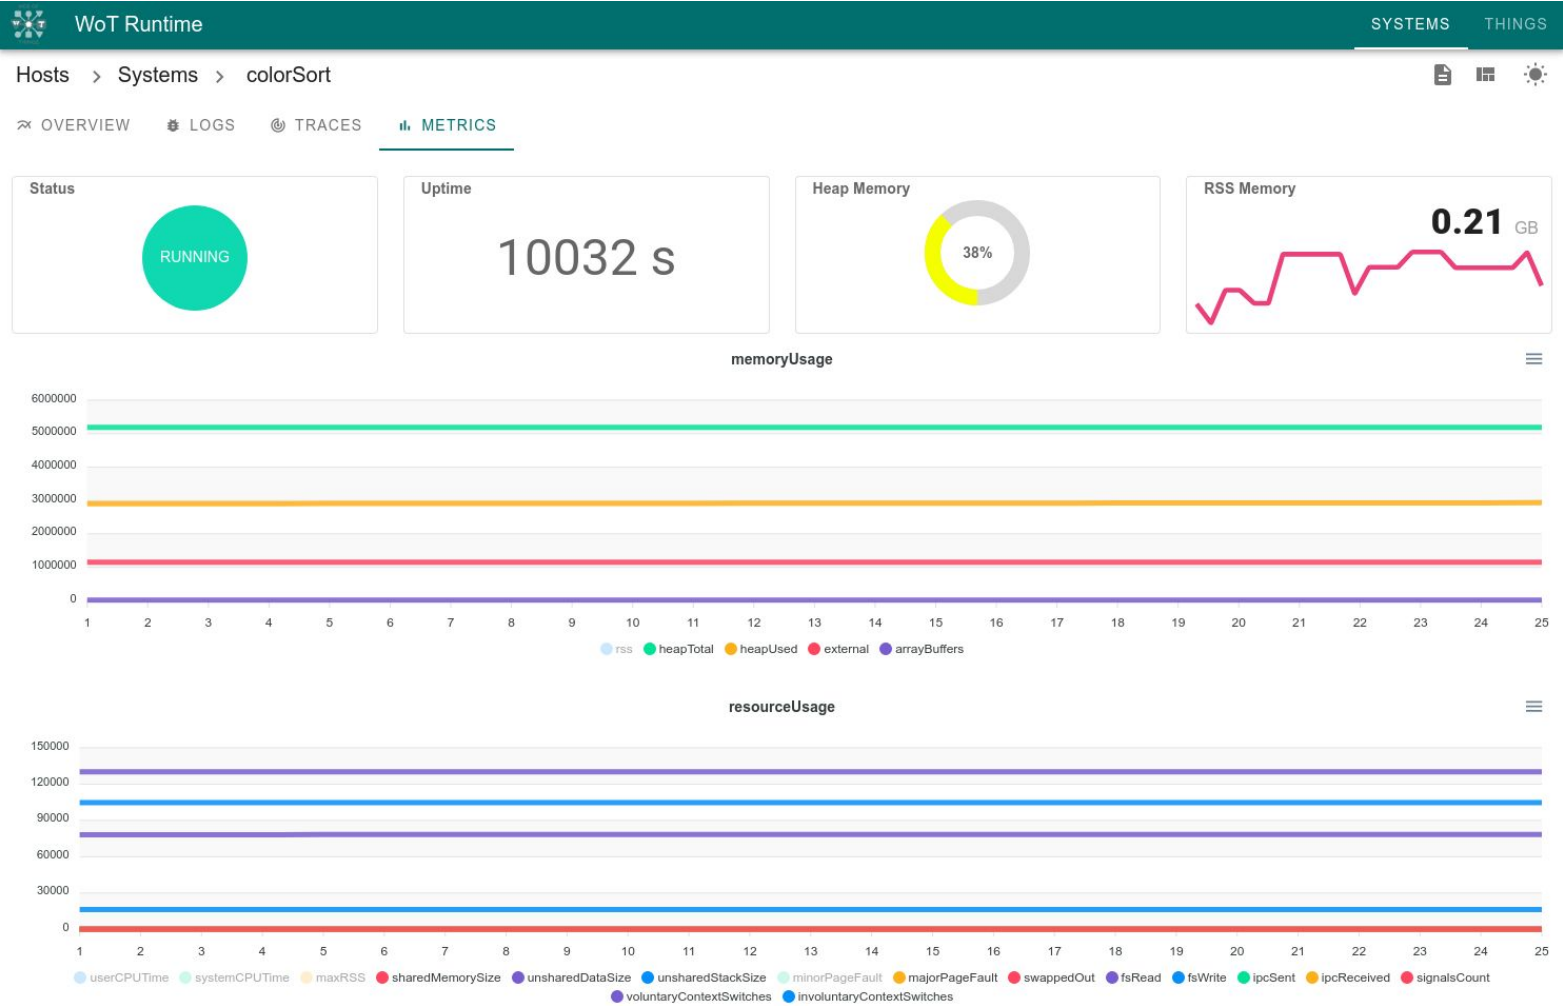 WoT Runtime
SYSTEMS THINGS
Hosts > Systems > colorSort
OVERVIEW LOGS TRACES METRICS
Status
RUNNING
Uptime
10032 s
Heap Memory
38%
RSS Memory
0.21 GB
memoryUsage
6000000
5000000
4000000
3000000
2000000
1000000
0
1 2 3 4 5 6 7 8 9 10 11 12 13 14 15 16 17 18 19 20 21 22 23 24 25
rss heapTotal heapUsed external arrayBuffers
resourceUsage
150000
120000
90000
60000
30000
0
1 2 3 4 5 6 7 8 9 10 11 12 13 14 15 16 17 18 19 20 21 22 23 24 25
userCPUTime systemCPUTime maxRSS sharedMemorySize unsharedDataSize unsharedStackSize minorPageFault majorPageFault swappedOut fsRead fsWrite ipcSent ipcReceived signalsCount
voluntaryContextSwitches involuntaryContextSwitches